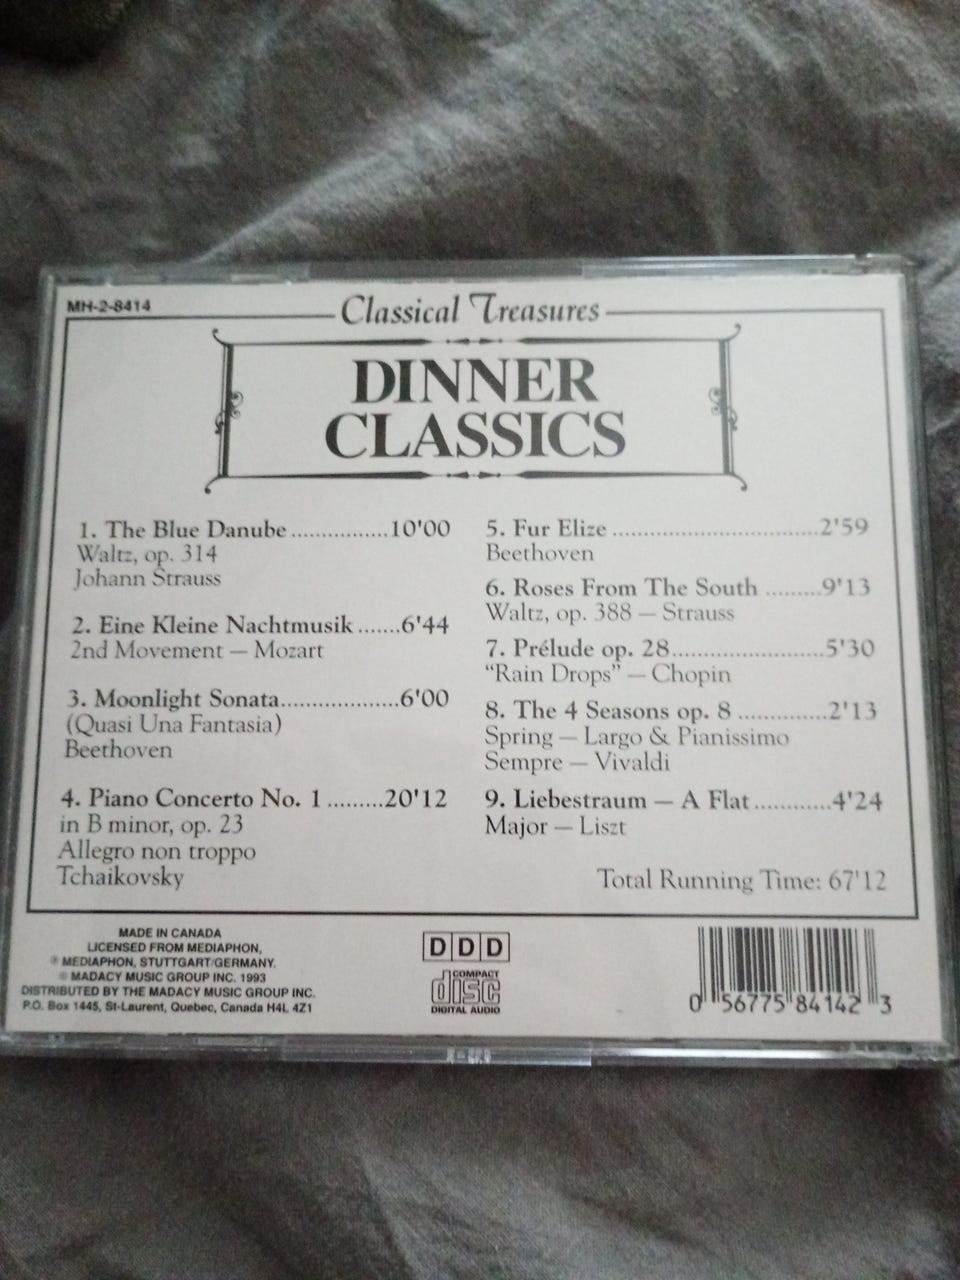 MH-2-8414
Classical Treasures
DINNER
CLASSICS
1. The Blue Danube................10'00
Waltz, op. 314
Johann Strauss
2. Eine Kleine Nachtmusik.......6'44
2nd Movement — Mozart
3. Moonlight Sonata....................6'00
(Quasi Una Fantasia)
Beethoven
4. Piano Concerto No. 1.........20'12
in B minor, op. 23
Allegro non troppo
Tchaikovsky
5. Fur Elize ...................................2'59
Beethoven
6. Roses From The South .........9'13
Waltz, op. 388 — Strauss
7. Prélude op. 28..........................5'30
“Rain Drops” — Chopin
8. The 4 Seasons op. 8 ...............2'13
Spring — Largo & Pianissimo
Sempre — Vivaldi
9. Liebestraum — A Flat.............4'24
Major — Liszt
Total Running Time: 67'12
MADE IN CANADA
LICENSED FROM MEDIAPHON,
℗ MEDIAPHON, STUTTGART/GERMANY.
© MADACY MUSIC GROUP INC. 1993
DISTRIBUTED BY THE MADACY MUSIC GROUP INC.
P.O. Box 1445, St-Laurent, Quebec, Canada H4L 4Z1
DDD
COMPACT
disc
DIGITAL AUDIO
0 56775 84142 3